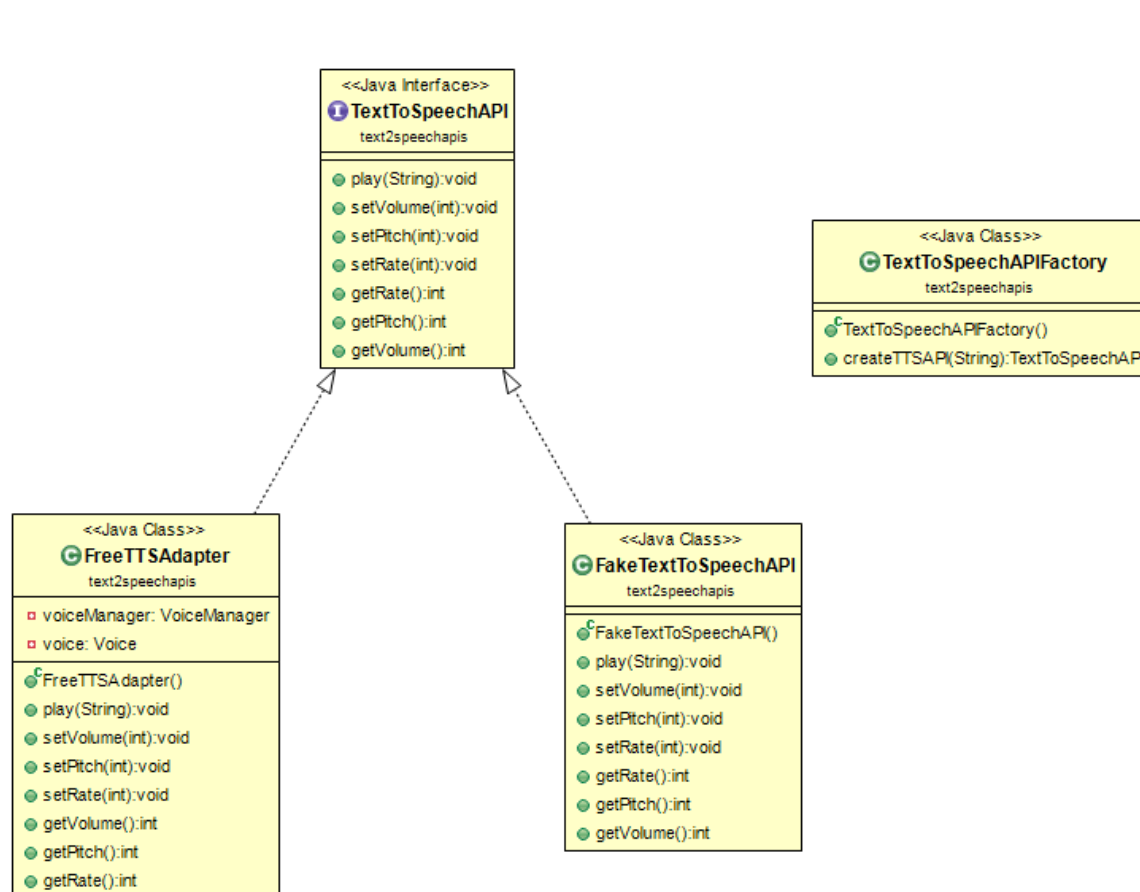 <<Java Interface>>
I TextToSpeechAPI
text2speechapis
play(String):void
setVolume(int):void
setPitch(int):void
setRate(int):void
getRate():int
getPitch():int
getVolume():int
<<Java Class>>
C TextToSpeechAPIFactory
text2speechapis
C TextToSpeechAPIFactory()
createTTSAPI(String):TextToSpeechAP
<<Java Class>>
C FreeTTSAdapter
text2speechapis
voiceManager: VoiceManager
voice: Voice
C FreeTTSAdapter()
play(String):void
setVolume(int):void
setPitch(int):void
setRate(int):void
getVolume():int
getPitch():int
getRate():int
<<Java Class>>
C FakeTextToSpeechAPI
text2speechapis
C FakeTextToSpeechAPI()
play(String):void
setVolume(int):void
setPitch(int):void
setRate(int):void
getRate():int
getPitch():int
getVolume():int